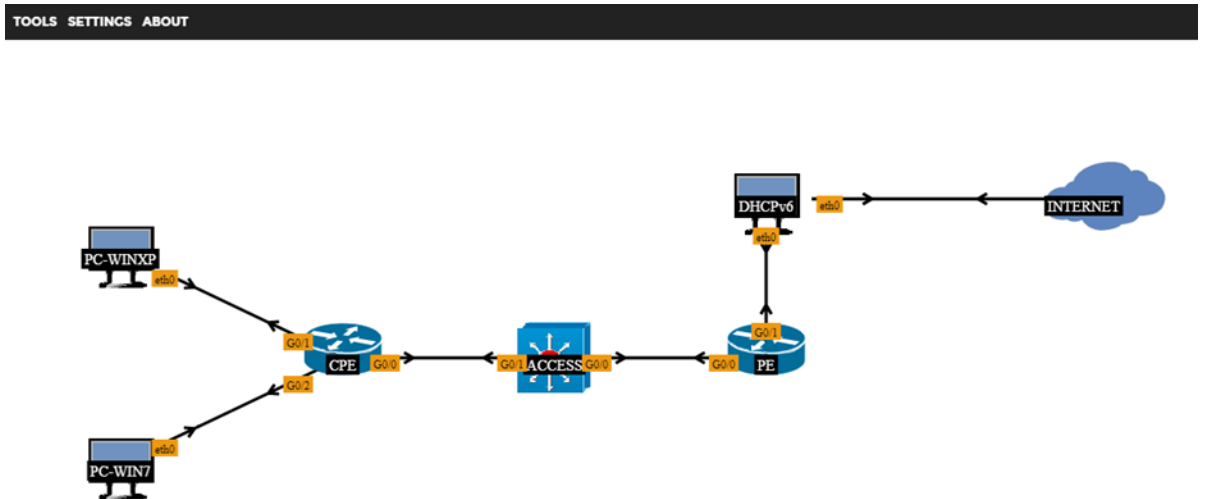 TOOLS SETTINGS ABOUT
DHCPv6
eth0
INTERNET
eth0
PC-WINXP
eth0
G0/1
G0/1
CPE
G0/0
G0/1
ACCESS
G0/0
G0/0
PE
G0/2
eth0
PC-WIN7